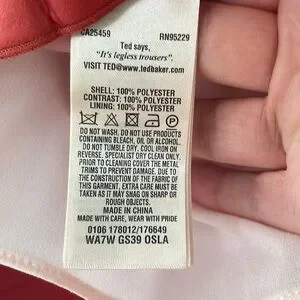 CA25459 RN95229
Ted says,
"It's legless trousers".
VISIT TED@www.tedbaker.com
SHELL: 100% POLYESTER
CONTRAST: 100% POLYESTER
LINING: 100% POLYESTER
P
DO NOT WASH. DO NOT USE PRODUCTS
CONTAINING BLEACH, OIL OR ALCOHOL.
DO NOT TUMBLE DRY. COOL IRON ON
REVERSE. SPECIALIST DRY CLEAN ONLY.
PRIOR TO CLEANING COVER THE METAL
TRIMS TO PREVENT DAMAGE. DUE TO
THE CONSTRUCTION OF THE FABRIC OF
THIS GARMENT, EXTRA CARE MUST BE
TAKEN AS IT MAY SNAG ON SHARP OR
ROUGH OBJECTS.
MADE IN CHINA
MADE WITH CARE, WEAR WITH PRIDE
0106 178012/176649
WA7W GS39 OSLA